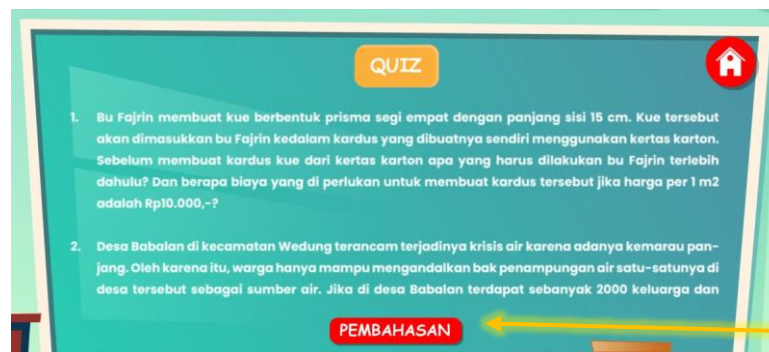 QUIZ
1. Bu Fajrin membuat kue berbentuk prisma segi empat dengan panjang sisi 15 cm. Kue tersebut
akan dimasukkan bu Fajrin kedalam kardus yang dibuatnya sendiri menggunakan kertas karton.
Sebelum membuat kardus kue dari kertas karton apa yang harus dilakukan bu Fajrin terlebih
dahulu? Dan berapa biaya yang di perlukan untuk membuat kardus tersebut jika harga per 1 m2
adalah Rp10.000,-?
2. Desa Babalan di kecamatan Wedung terancam terjadinya krisis air karena adanya kemarau pan-
jang. Oleh karena itu, warga hanya mampu mengandalkan bak penampungan air satu-satunya di
desa tersebut sebagai sumber air. Jika di desa Babalan terdapat sebanyak 2000 keluarga dan
PEMBAHASAN